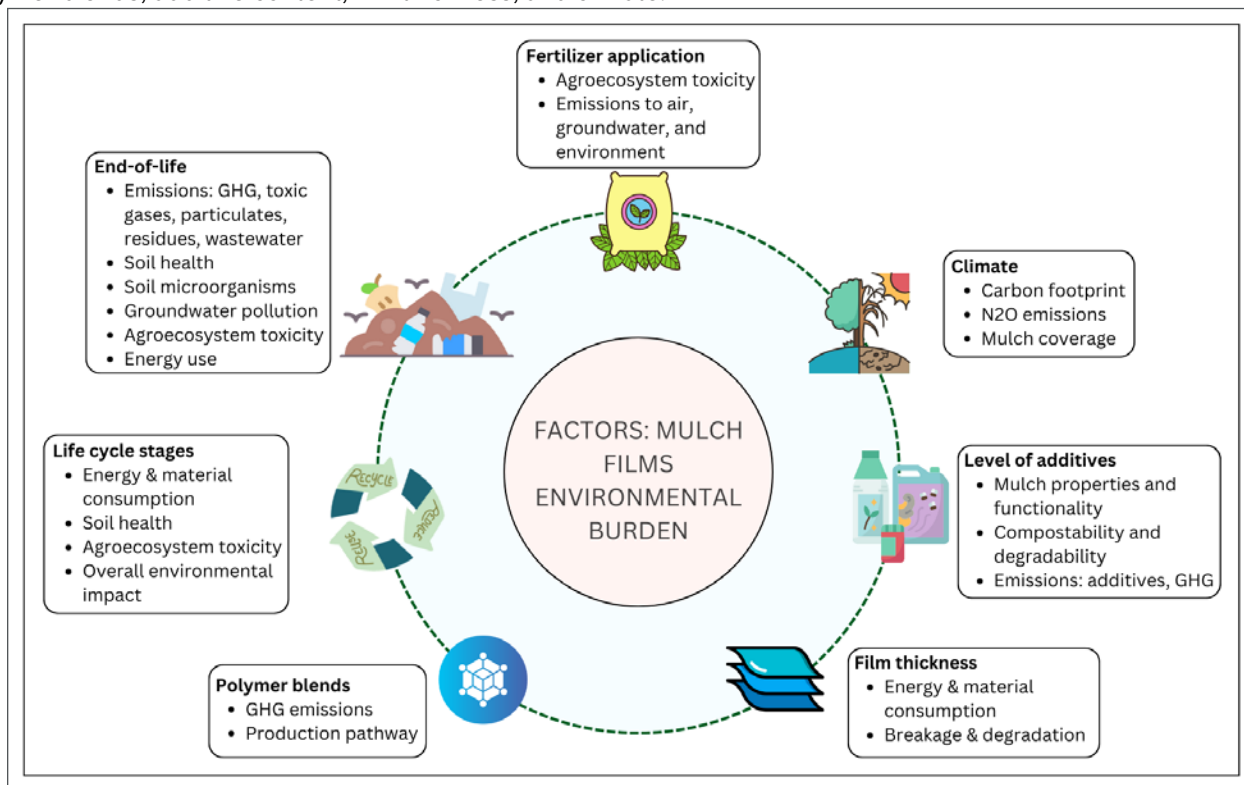 Fertilizer application
• Agroecosystem toxicity
• Emissions to air,
groundwater, and
environment
End-of-life
• Emissions: GHG, toxic
gases, particulates,
residues, wastewater
• Soil health
• Soil microorganisms
• Groundwater pollution
• Agroecosystem toxicity
• Energy use
Climate
• Carbon footprint
• N2O emissions
• Mulch coverage
FACTORS: MULCH
FILMS
ENVIRONMENTAL
BURDEN
Life cycle stages
• Energy & material
consumption
• Soil health
• Agroecosystem toxicity
• Overall environmental
impact
RECYCLE
REDUCE
REUSE
Level of additives
• Mulch properties and
functionality
• Compostability and
degradability
• Emissions: additives, GHG
Polymer blends
• GHG emissions
• Production pathway
Film thickness
• Energy & material
consumption
• Breakage & degradation